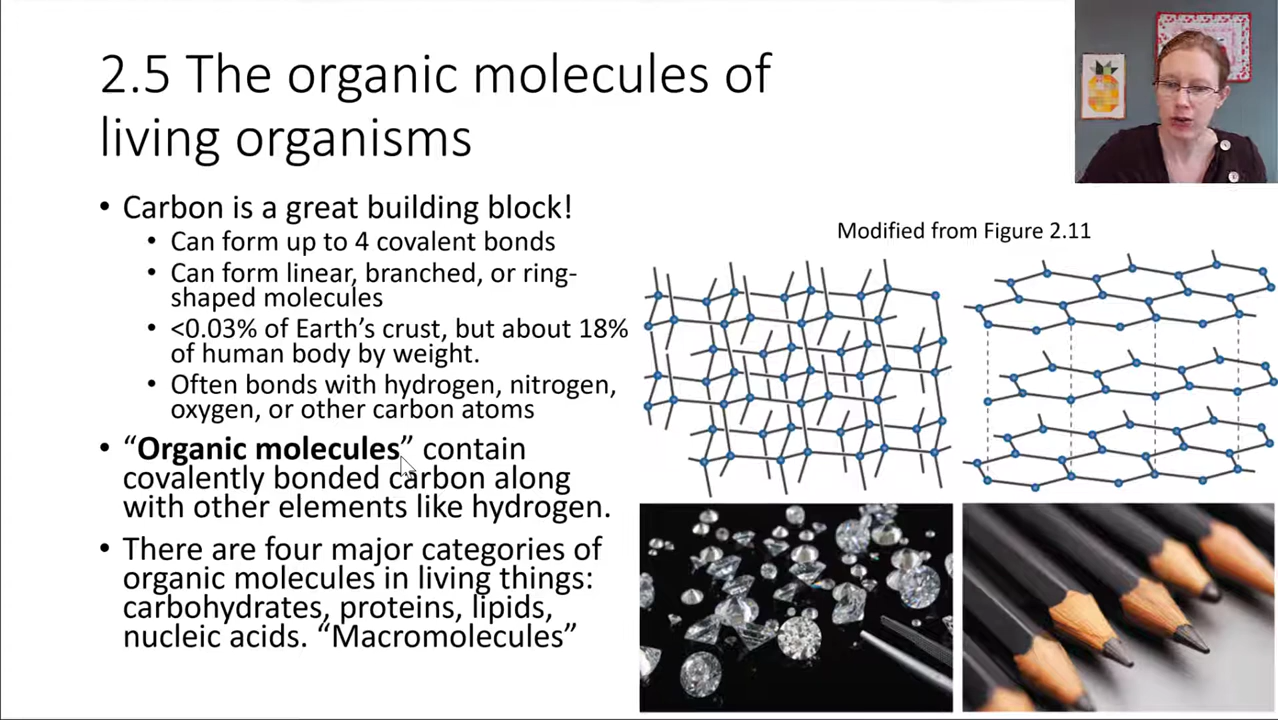 2.5 The organic molecules of
living organisms
• Carbon is a great building block!
• Can form up to 4 covalent bonds
• Can form linear, branched, or ring-
shaped molecules
• <0.03% of Earth’s crust, but about 18%
of human body by weight.
• Often bonds with hydrogen, nitrogen,
oxygen, or other carbon atoms
• “Organic molecules” contain
covalently bonded carbon along
with other elements like hydrogen.
• There are four major categories of
organic molecules in living things:
carbohydrates, proteins, lipids,
nucleic acids. “Macromolecules”
Modified from Figure 2.11